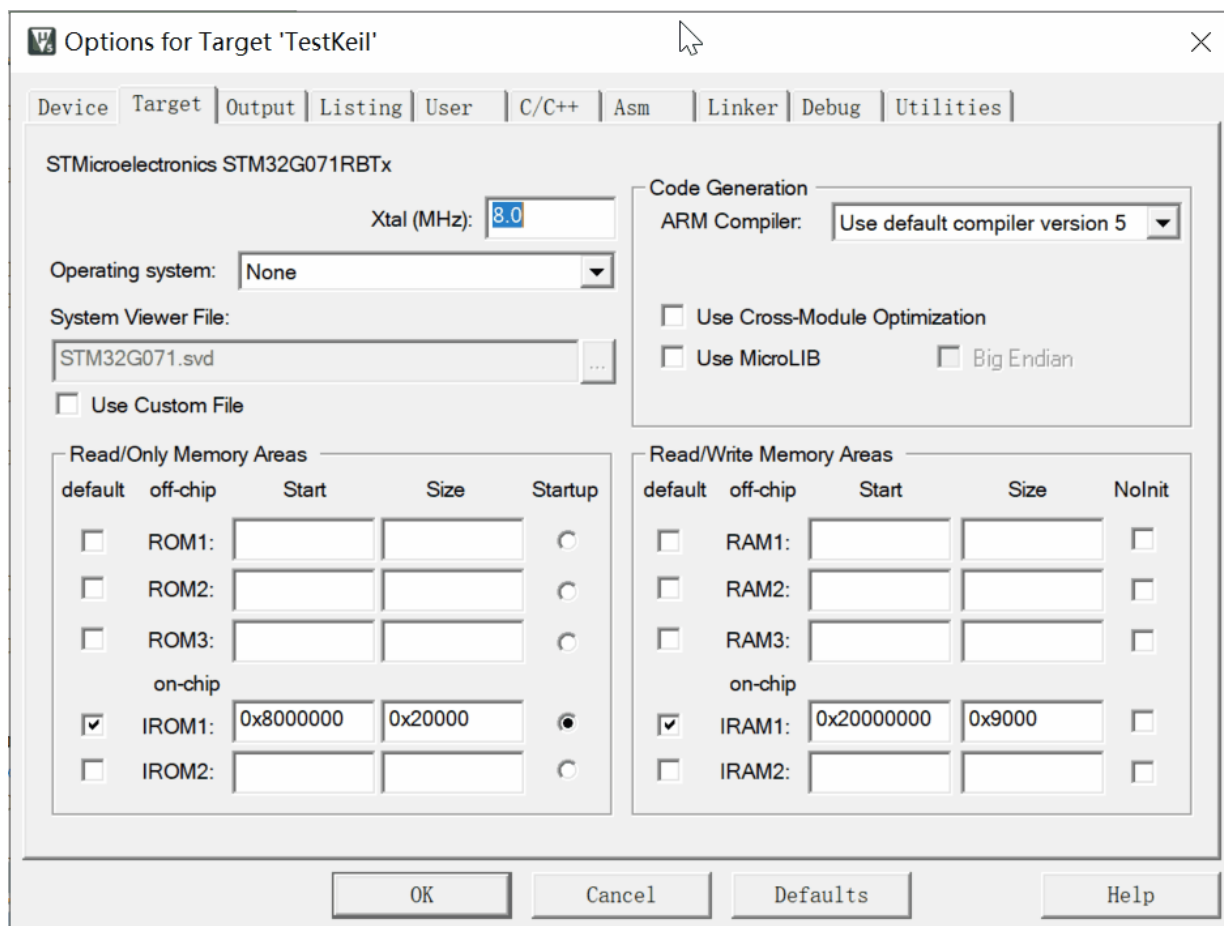 Options for Target 'TestKeil'
Device Target Output Listing User C/C++ Asm Linker Debug Utilities
STMicroelectronics STM32G071RBTx
Xtal (MHz): 8.0
Operating system: None
System Viewer File:
STM32G071.svd ...
Use Custom File
Code Generation
ARM Compiler: Use default compiler version 5
Use Cross-Module Optimization
Use MicroLIB Big Endian
Read/Only Memory Areas
default off-chip Start Size Startup
ROM1:
ROM2:
ROM3:
on-chip
IROM1: 0x8000000 0x20000
IROM2:
Read/Write Memory Areas
default off-chip Start Size NoInit
RAM1:
RAM2:
RAM3:
on-chip
IRAM1: 0x20000000 0x9000
IRAM2:
OK Cancel Defaults Help